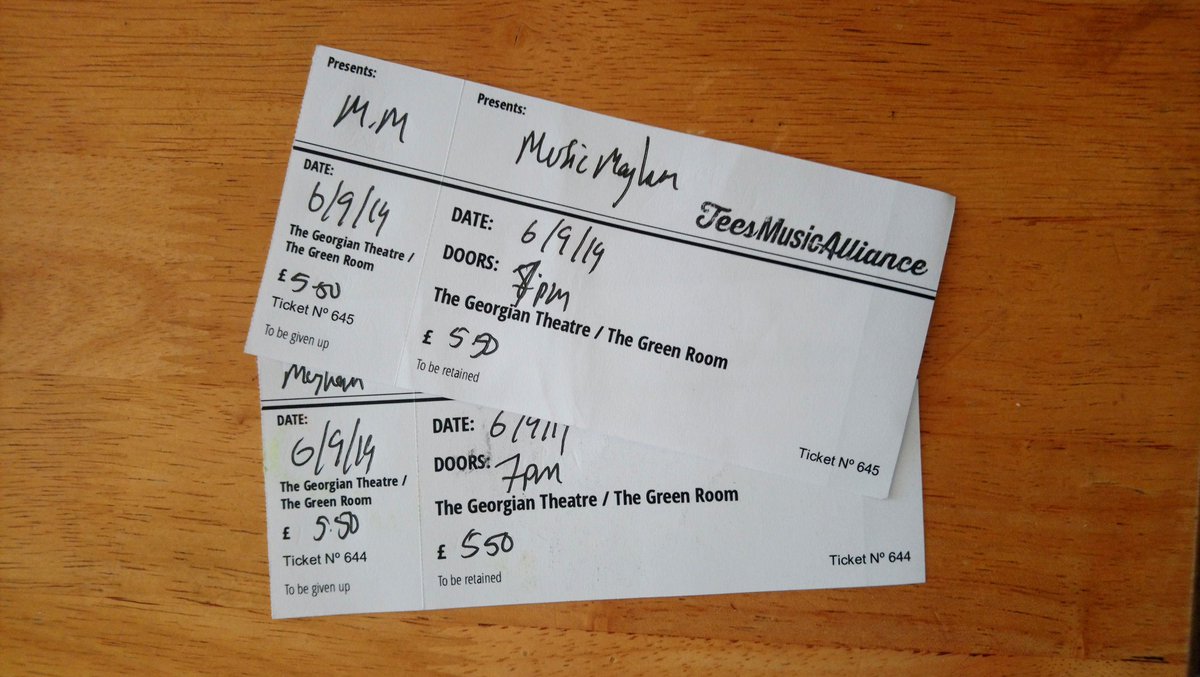 Presents:
M.M
DATE:
6/9/14
The Georgian Theatre /
The Green Room
£ 5.50
Ticket Nº 645
To be given up
Presents:
Music Mayhem
TeesMusicAlliance
DATE: 6/9/14
DOORS: 7pm
The Georgian Theatre / The Green Room
£ 5 50
To be retained
Ticket Nº 645
Mayhem
DATE:
6/9/14
The Georgian Theatre /
The Green Room
£ 5.50
Ticket Nº 644
To be given up
DATE: 6/9/14
DOORS: 7pm
The Georgian Theatre / The Green Room
£ 550
To be retained
Ticket Nº 644